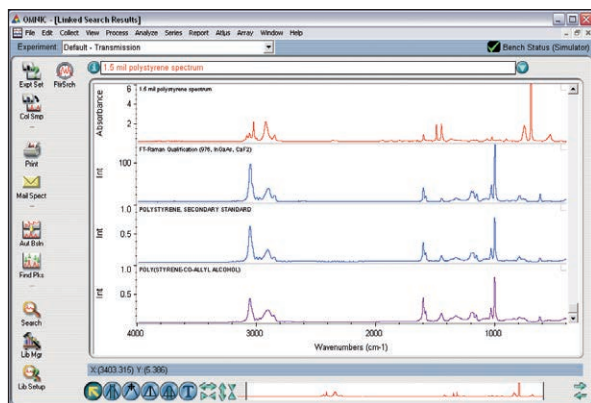 OMNIC - [Linked Search Results]
File Edit Collect View Process Analyze Series Report Atlµs Array Window Help
Experiment: Default - Transmission Bench Status (Simulator)
Expt Set
Col Smp
Print
Mail Spect
Aut Bsln
Find Pks
Search
Lib Mgr
Lib Setup
1.5 mil polystyrene spectrum
1.5 mil polystyrene spectrum
Absorbance
6
4
2
FT-Raman Qualification (976, InGaAs, CaF2)
Int
100
POLYSTYRENE, SECONDARY STANDARD
Int
1.0
0.5
POLY(STYRENE-CO-ALLYL ALCOHOL)
Int
1.0
0.5
4000 3000 2000 1000
Wavenumbers (cm-1)
X:(3403.315) Y:(5.386)
T